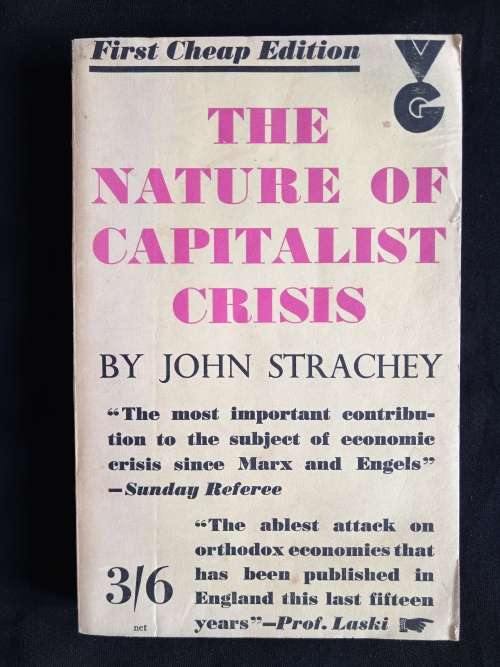 First Cheap Edition
VG
THE
NATURE OF
CAPITALIST
CRISIS
BY JOHN STRACHEY
“The most important contribu-
tion to the subject of economic
crisis since Marx and Engels”
—Sunday Referee
“The ablest attack on
orthodox economics that
has been published in
England this last fifteen
years”—Prof. Laski
3/6
net